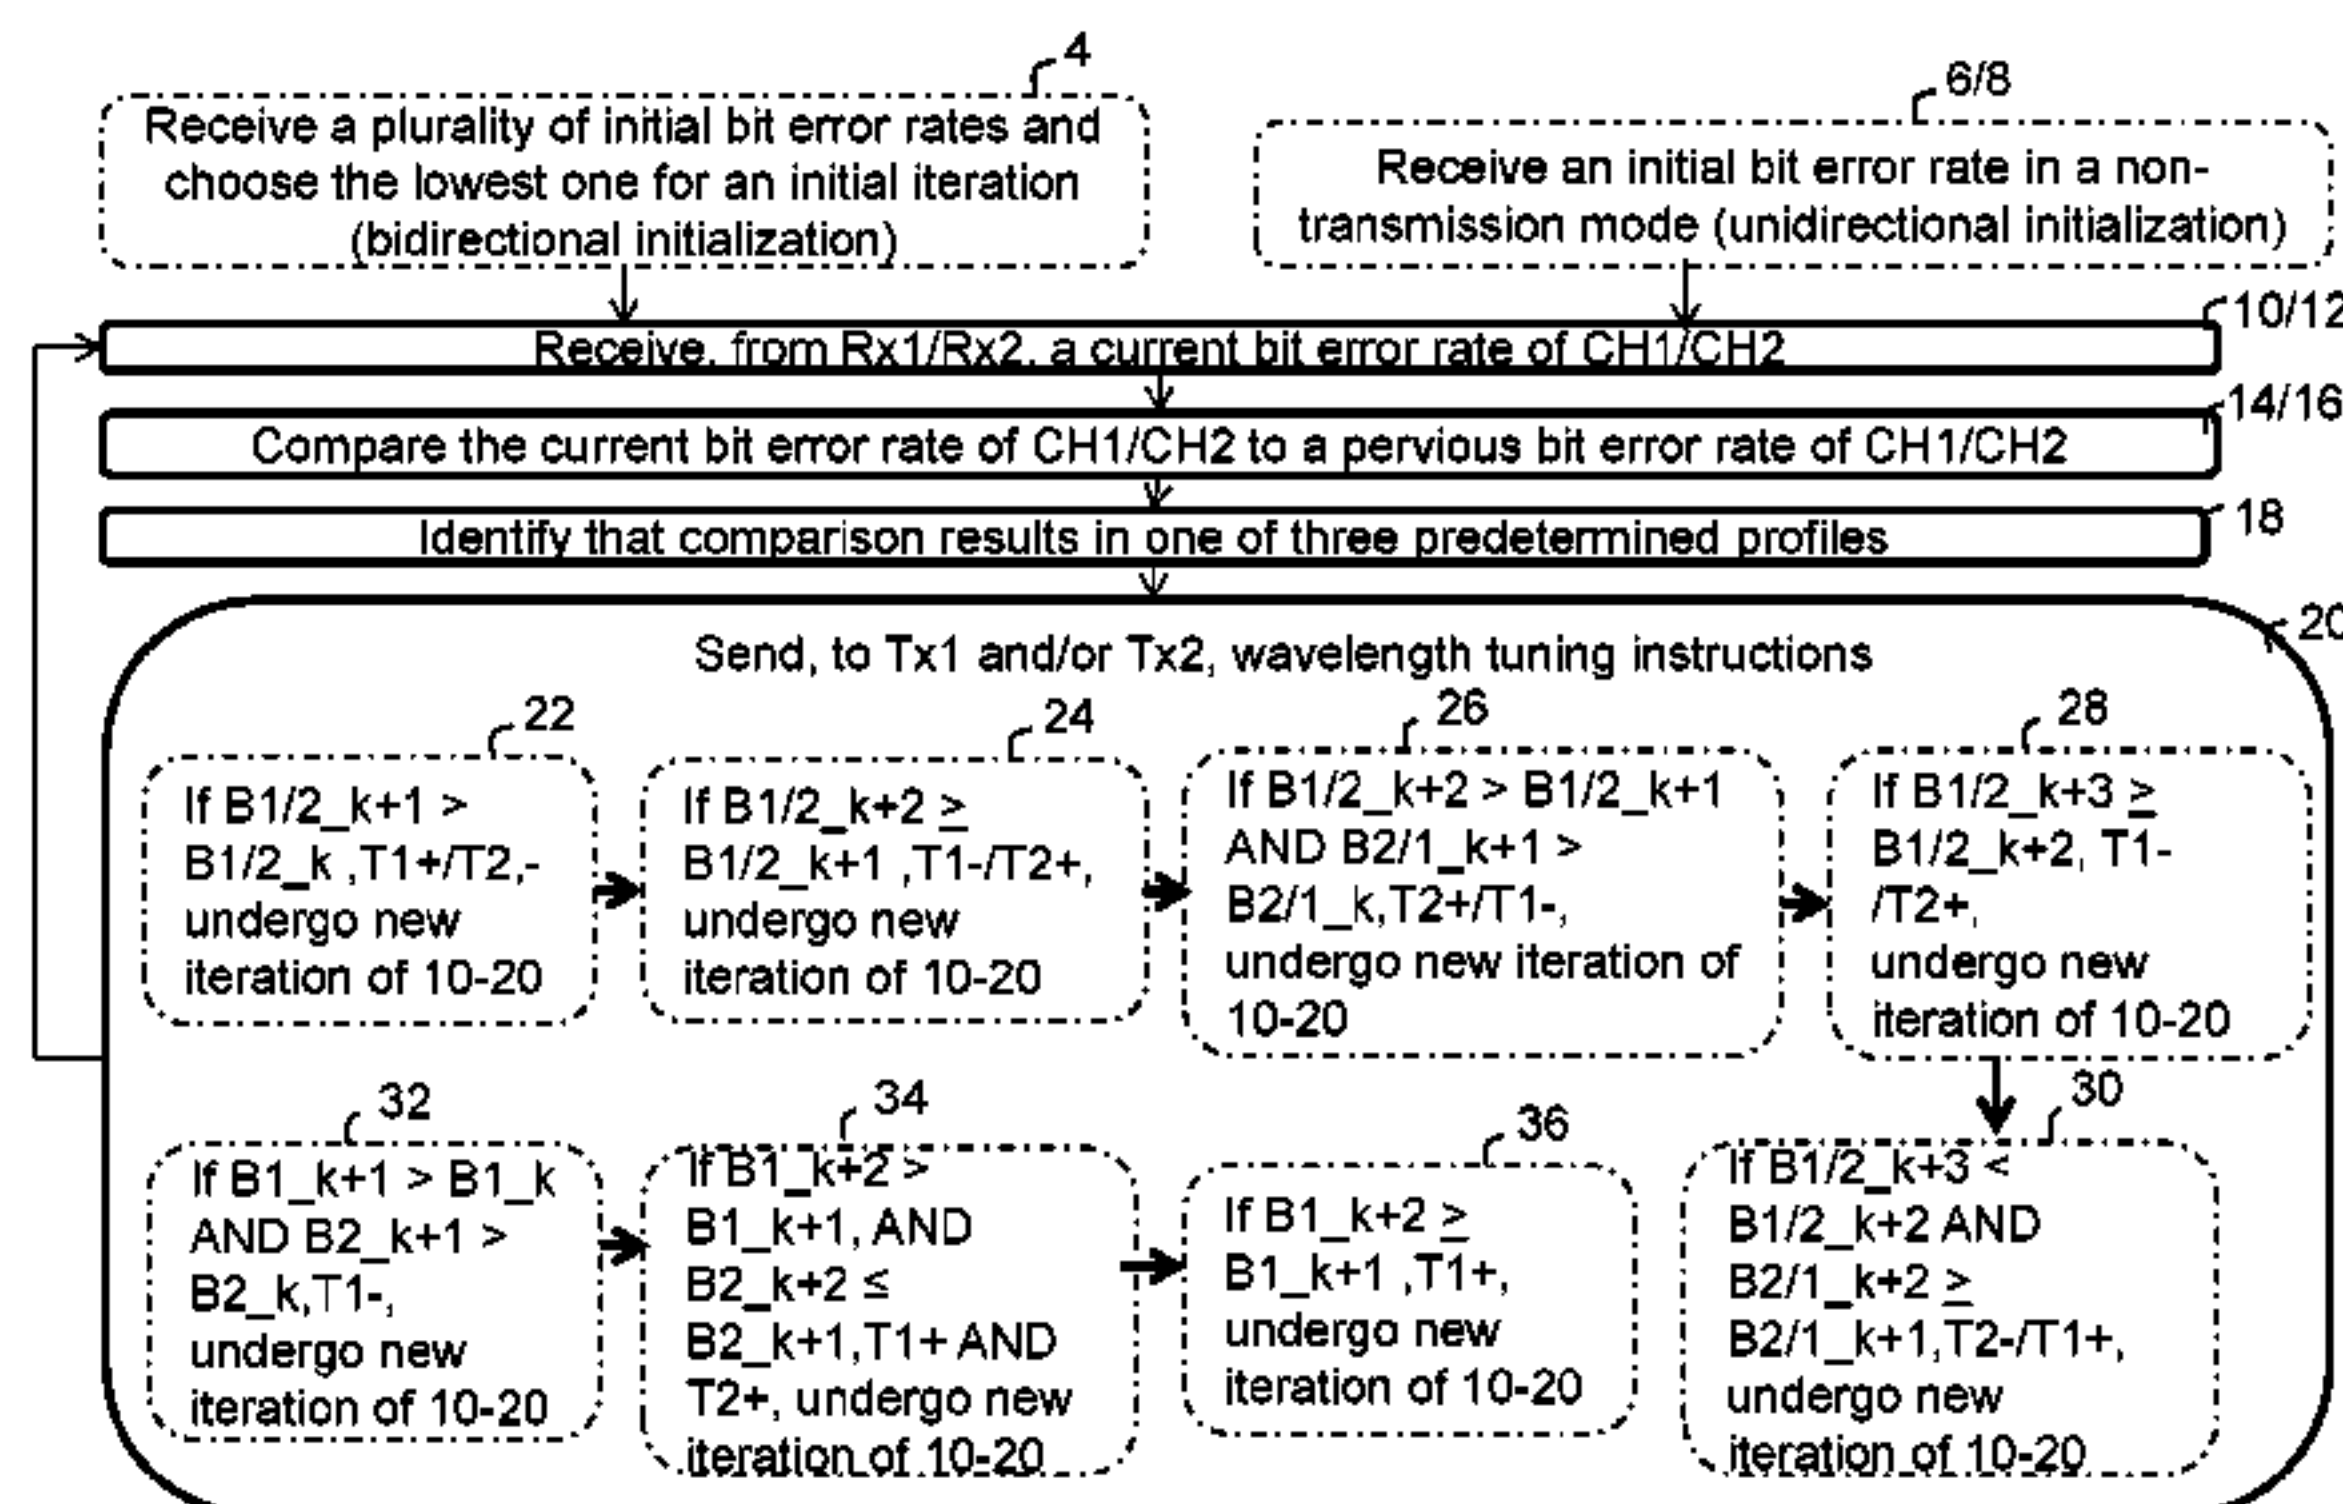 4
Receive a plurality of initial bit error rates and
choose the lowest one for an initial iteration
(bidirectional initialization)
6/8
Receive an initial bit error rate in a non-
transmission mode (unidirectional initialization)
10/12
Receive, from Rx1/Rx2, a current bit error rate of CH1/CH2
14/16
Compare the current bit error rate of CH1/CH2 to a pervious bit error rate of CH1/CH2
18
Identify that comparison results in one of three predetermined profiles
20
Send, to Tx1 and/or Tx2, wavelength tuning instructions
22
If B1/2_k+1 >
B1/2_k ,T1+/T2,-
undergo new
iteration of 10-20
24
If B1/2_k+2 ≥
B1/2_k+1 ,T1-/T2+,
undergo new
iteration of 10-20
26
If B1/2_k+2 > B1/2_k+1
AND B2/1_k+1 >
B2/1_k,T2+/T1-,
undergo new iteration of
10-20
28
If B1/2_k+3 ≥
B1/2_k+2, T1-
/T2+,
undergo new
iteration of 10-20
32
If B1_k+1 > B1_k
AND B2_k+1 >
B2_k,T1-,
undergo new
iteration of 10-20
34
If B1_k+2 >
B1_k+1, AND
B2_k+2 ≤
B2_k+1,T1+ AND
T2+, undergo new
iteration of 10-20
36
If B1_k+2 ≥
B1_k+1 ,T1+,
undergo new
iteration of 10-20
30
If B1/2_k+3 <
B1/2_k+2 AND
B2/1_k+2 ≥
B2/1_k+1,T2-/T1+,
undergo new
iteration of 10-20